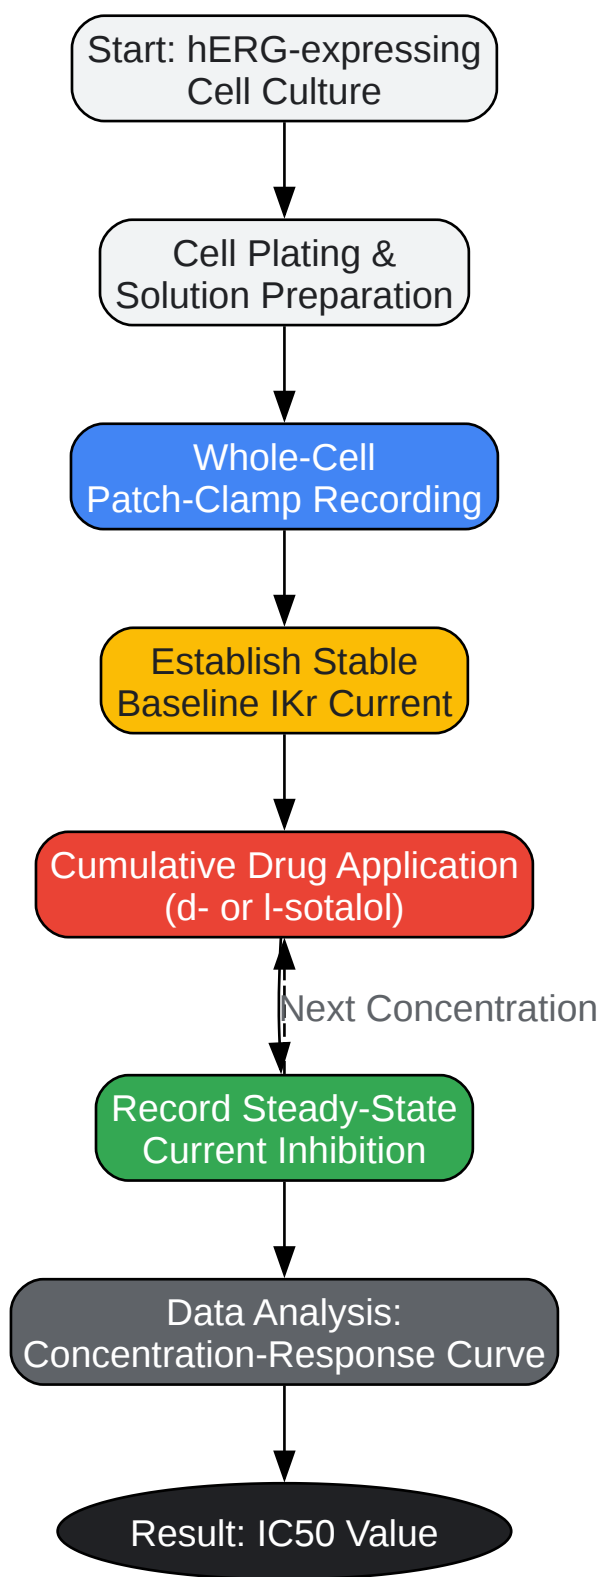 Start: hERG-expressing
Cell Culture
Cell Plating &
Solution Preparation
Whole-Cell
Patch-Clamp Recording
Establish Stable
Baseline IKr Current
Cumulative Drug Application
(d- or l-sotalol)
Next Concentration
Record Steady-State
Current Inhibition
Data Analysis:
Concentration-Response Curve
Result: IC50 Value